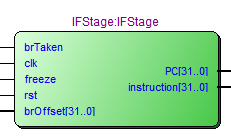 IFStage:IFStage
brTaken
clk
freeze
rst
brOffset[31..0]
PC[31..0]
instruction[31..0]